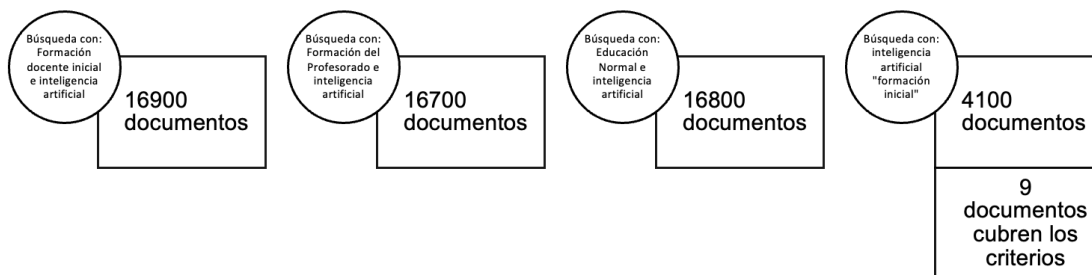 Búsqueda con:
Formación
docente inicial
e inteligencia
artificial
16900
documentos
Búsqueda con:
Formación del
Profesorado e
inteligencia
artificial
16700
documentos
Búsqueda con:
Educación
Normal e
inteligencia
artificial
16800
documentos
Búsqueda con:
inteligencia
artificial
"formación
inicial"
4100
documentos
9
documentos
cubren los
criterios